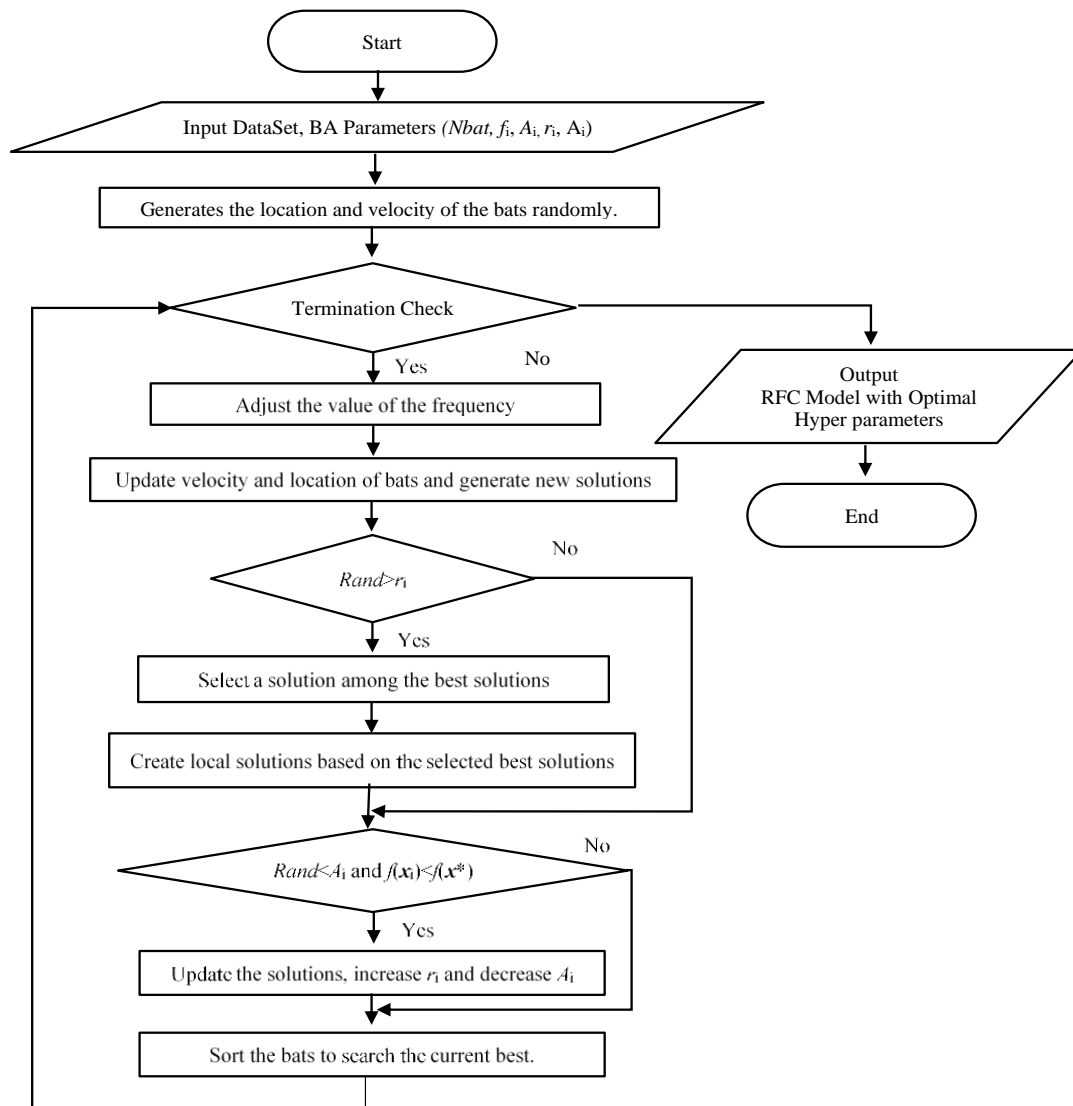 Start
Input DataSet, BA Parameters (Nbat, fi, Ai, ri, Ai)
Generates the location and velocity of the bats randomly.
Termination Check
Yes
No
Adjust the value of the frequency
Output
RFC Model with Optimal
Hyper parameters
Update velocity and location of bats and generate new solutions
End
No
Rand>ri
Yes
Select a solution among the best solutions
Create local solutions based on the selected best solutions
No
Rand<Ai and f(xi)<f(x*)
Yes
Update the solutions, increase ri and decrease Ai
Sort the bats to search the current best.